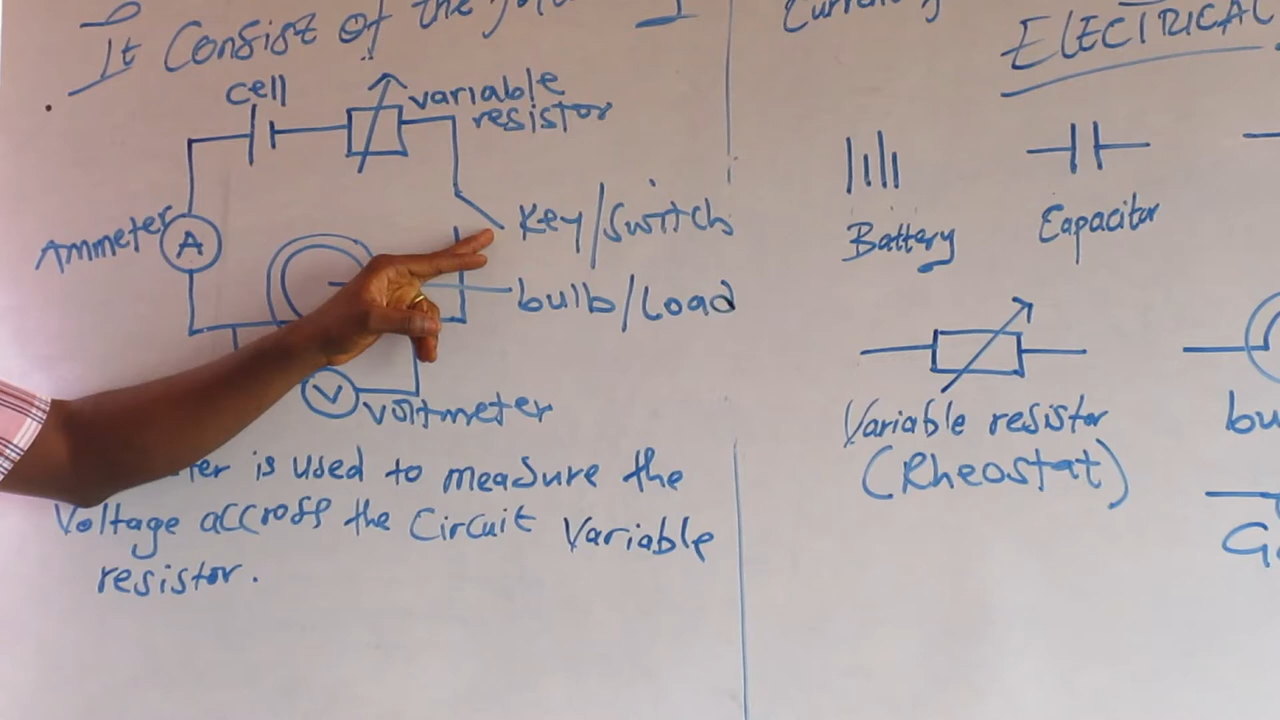 It Consist of the
cell
variable
resistor
Ammeter
A
Key/Switch
bulb/Load
V
voltmeter
ter is used to measure the
Voltage accross the Circuit Variable
resistor.
ELECTRICAL
Battery
Capacitor
Variable resistor
(Rheostat)
bu
G